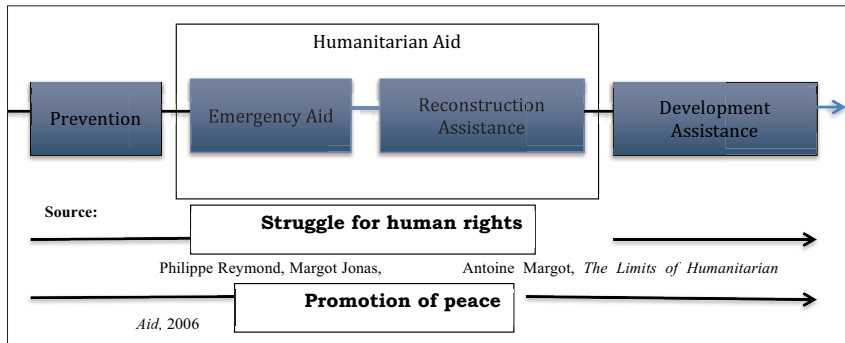 Humanitarian Aid
Prevention
Emergency Aid
Reconstruction
Assistance
Development
Assistance
Source:
Struggle for human rights
Philippe Reymond, Margot Jonas, Antoine Margot, The Limits of Humanitarian
Promotion of peace
Aid, 2006